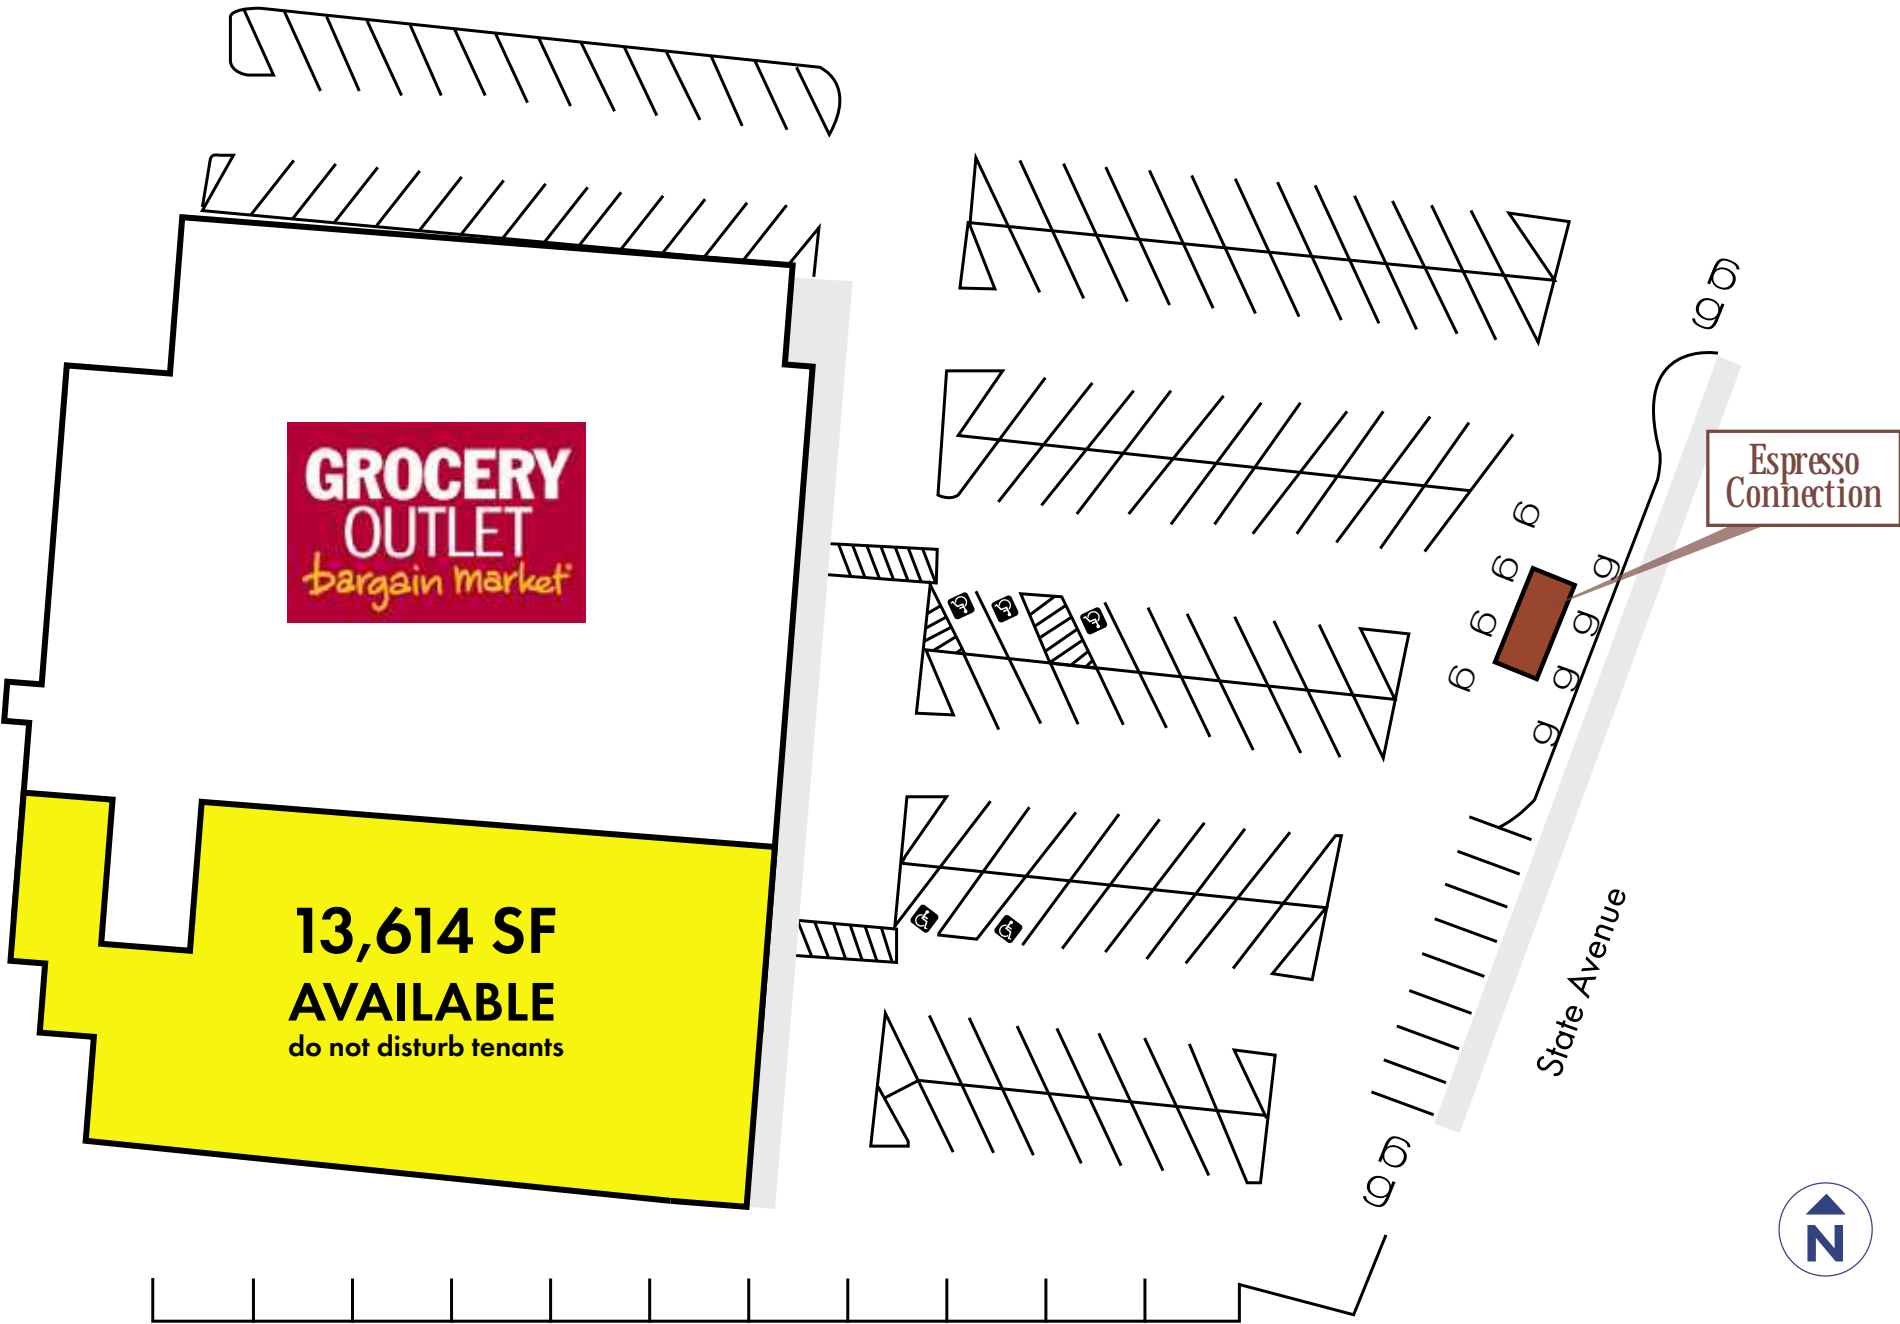 GROCERY
OUTLET
bargain market
Espresso
Connection
13,614 SF
AVAILABLE
do not disturb tenants
State Avenue
N
g
g
g
g
g
g
g
g
g
g
g
g